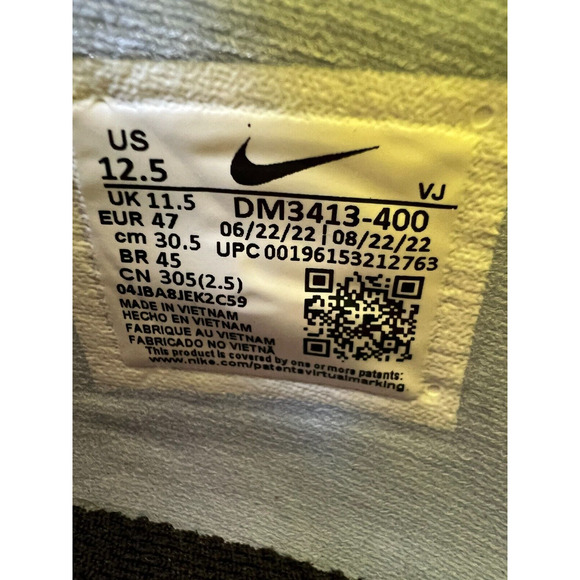 US
12.5
VJ
UK 11.5
EUR 47
cm 30.5
BR 45
CN 305(2.5)
DM3413-400
06/22/22 | 08/22/22
UPC 00196153212763
04JBA8JEK2C59
MADE IN VIETNAM
HECHO EN VIETNAM
FABRIQUE AU VIETNAM
FABRICADO NO VIETNÃ
This product is covered by one or more patents:
www.nike.com/patentsvirtualmarking